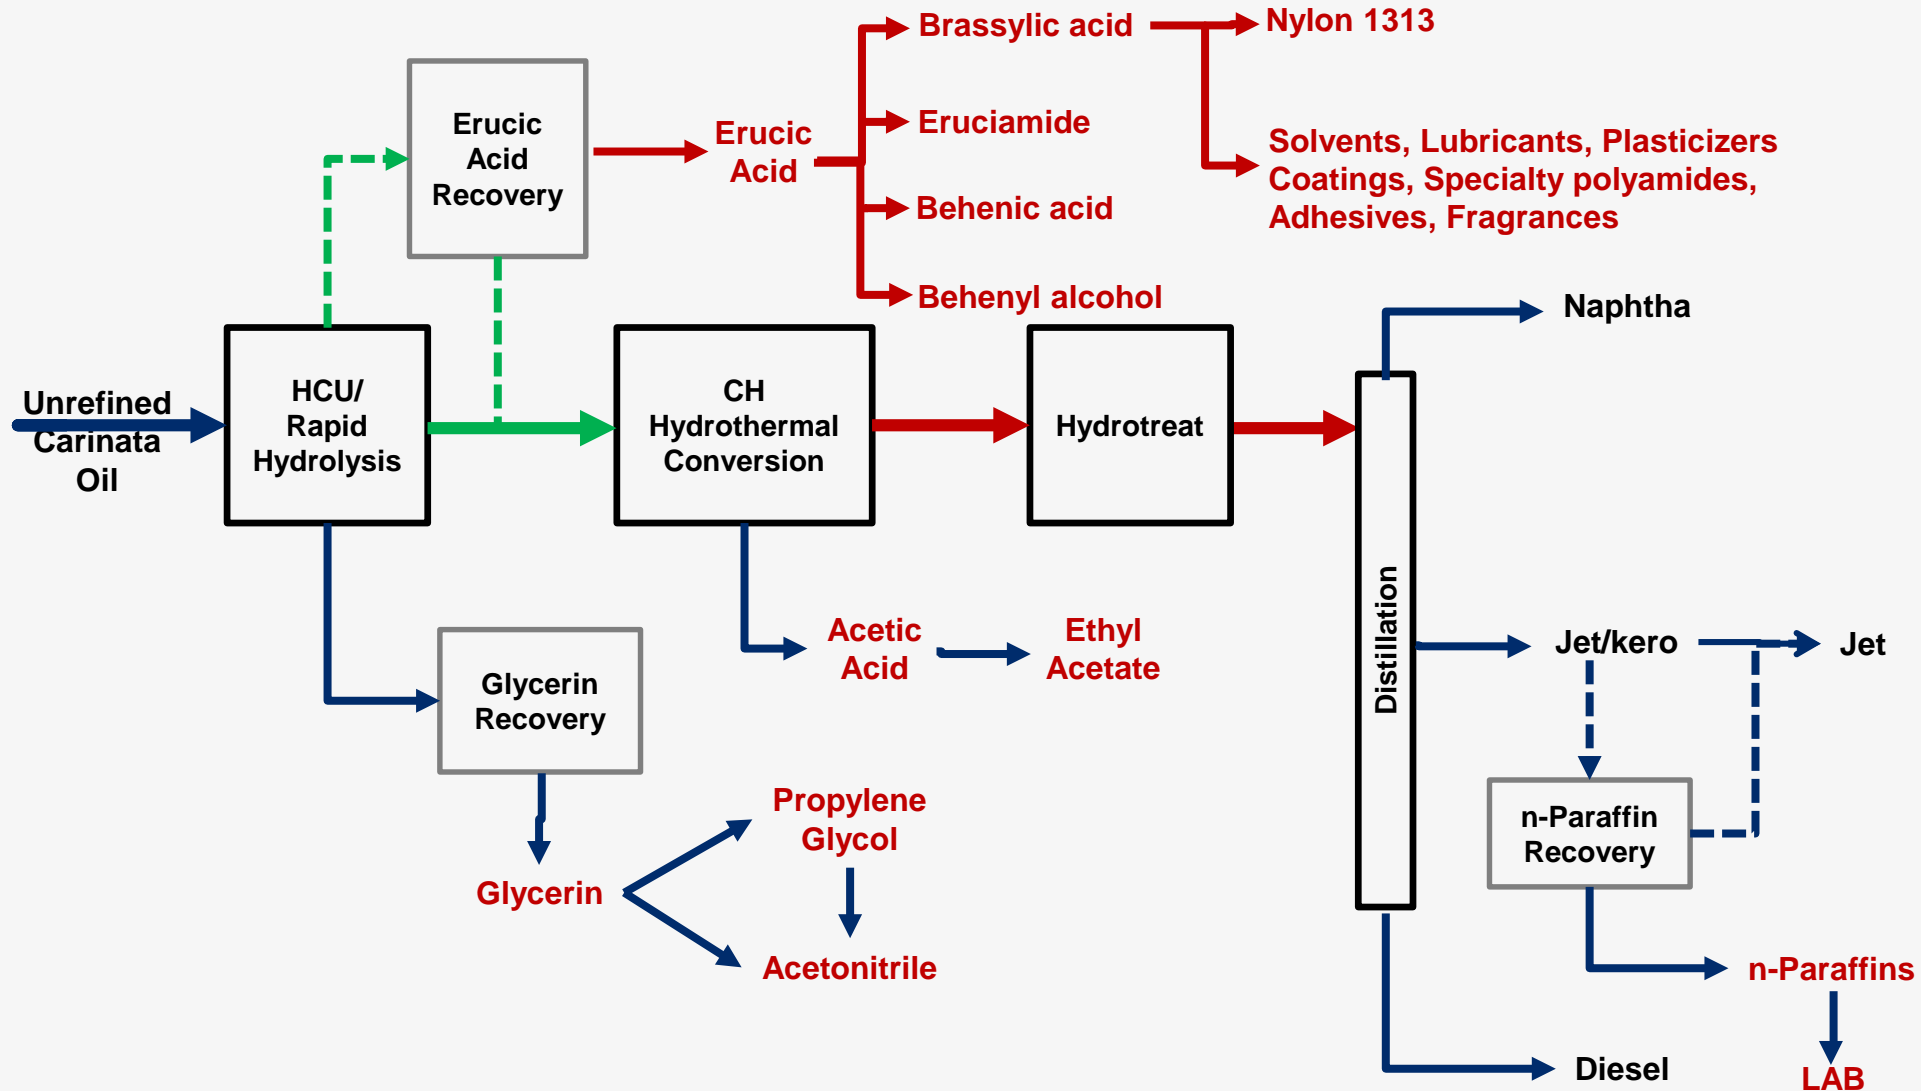 Brassylic acid
Nylon 1313
Erucic
Acid
Recovery
Erucic
Acid
Eruciamide
Solvents, Lubricants, Plasticizers
Coatings, Specialty polyamides,
Adhesives, Fragrances
Behenic acid
Behenyl alcohol
Naphtha
Unrefined
Carinata
Oil
HCU/
Rapid
Hydrolysis
CH
Hydrothermal
Conversion
Hydrotreat
Distillation
Acetic
Acid
Ethyl
Acetate
Jet/kero
Jet
Glycerin
Recovery
Propylene
Glycol
n-Paraffin
Recovery
Glycerin
Acetonitrile
n-Paraffins
Diesel
LAB